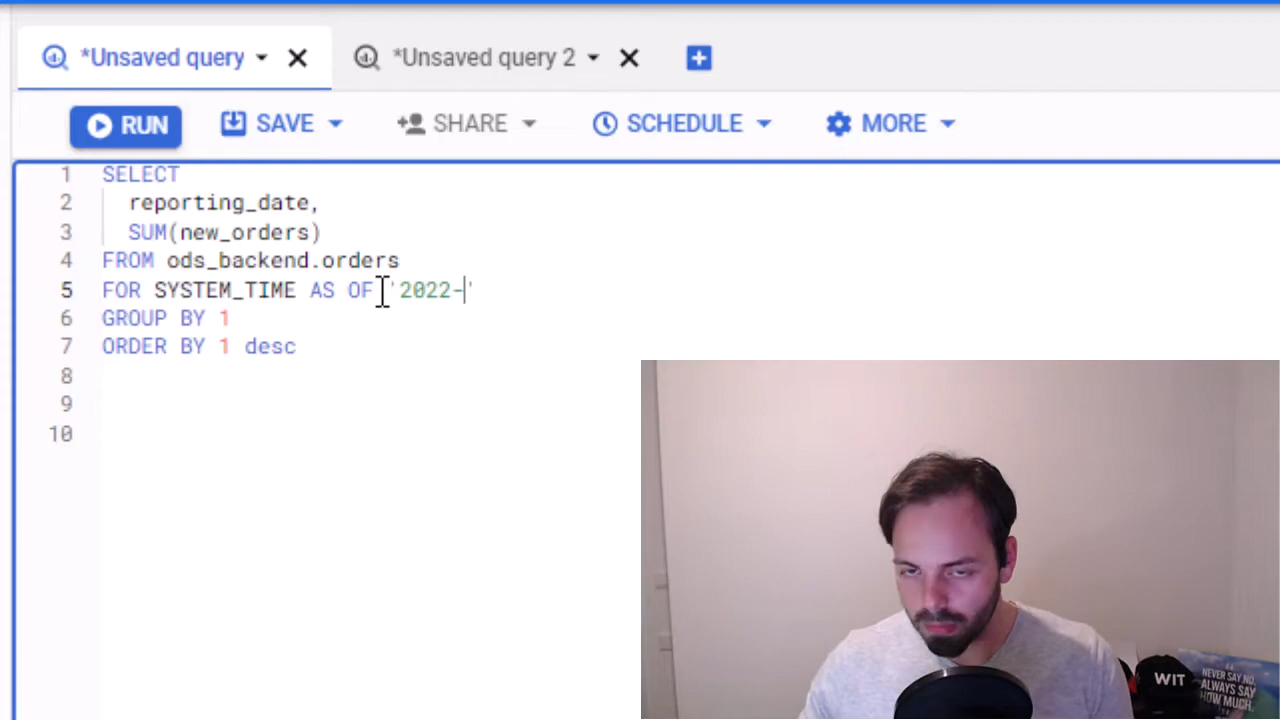 *Unsaved query
*Unsaved query 2
RUN SAVE SHARE SCHEDULE MORE
1 SELECT
2 reporting_date,
3 SUM(new_orders)
4 FROM ods_backend.orders
5 FOR SYSTEM_TIME AS OF '2022-'
6 GROUP BY 1
7 ORDER BY 1 desc
8
9
10
WIT
NEVER SAY NO,
ALWAYS SAY
HOW MUCH.